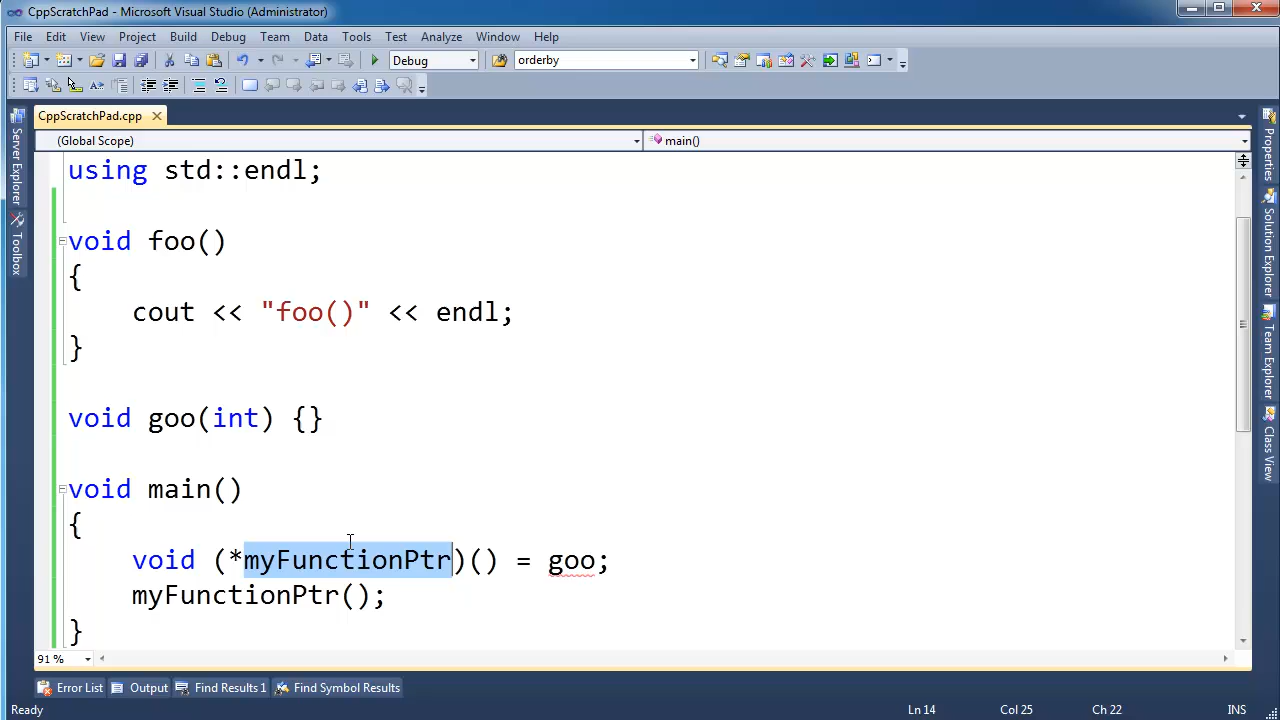 CppScratchPad - Microsoft Visual Studio (Administrator)
File Edit View Project Build Debug Team Data Tools Test Analyze Window Help
Debug orderby
CppScratchPad.cpp
(Global Scope) main()
using std::endl;
void foo()
{
cout << "foo()" << endl;
}
void goo(int) {}
void main()
{
void (*myFunctionPtr)() = goo;
myFunctionPtr();
}
91 %
Error List Output Find Results 1 Find Symbol Results
Ready Ln 14 Col 25 Ch 22 INS
Server Explorer
Toolbox
Properties
Solution Explorer
Team Explorer
Class View